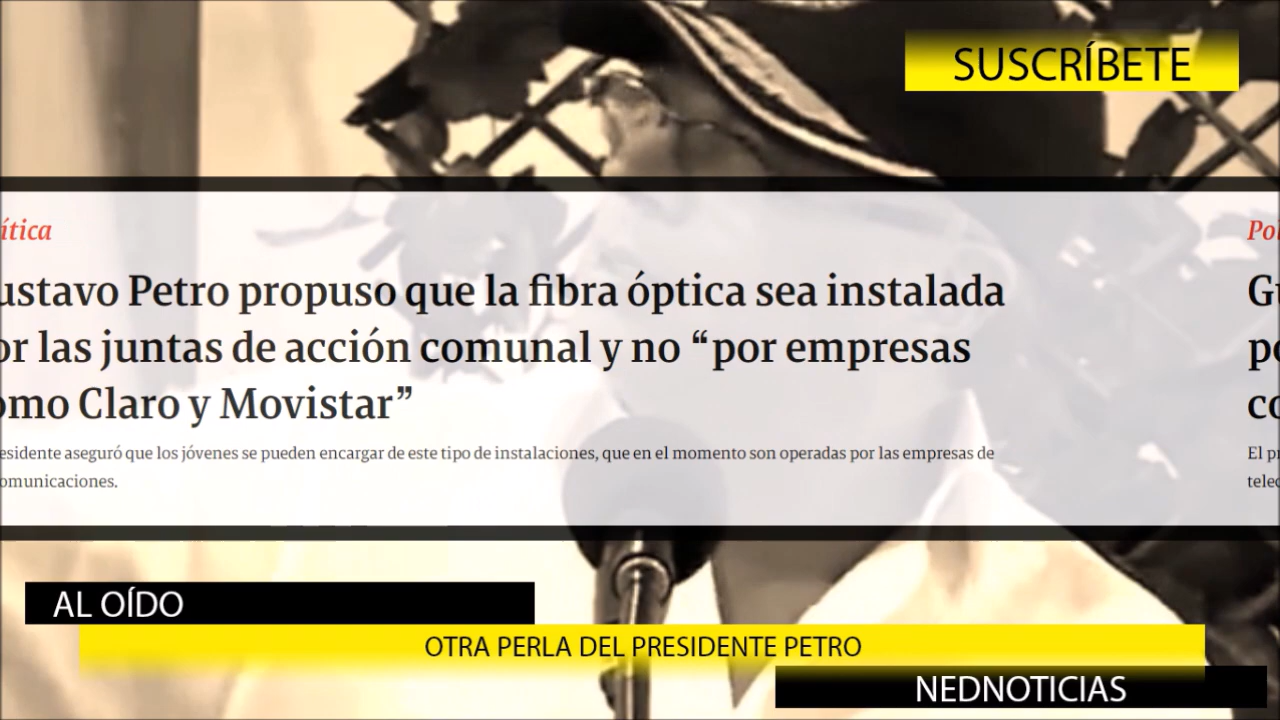 SUSCRÍBETE
ítica
Pol
ustavo Petro propuso que la fibra óptica sea instalada
or las juntas de acción comunal y no “por empresas
omo Claro y Movistar”
esidente aseguró que los jóvenes se pueden encargar de este tipo de instalaciones, que en el momento son operadas por las empresas de
omunicaciones.
Gu
po
co
El pr
telec
AL OÍDO
OTRA PERLA DEL PRESIDENTE PETRO
NEDNOTICIAS